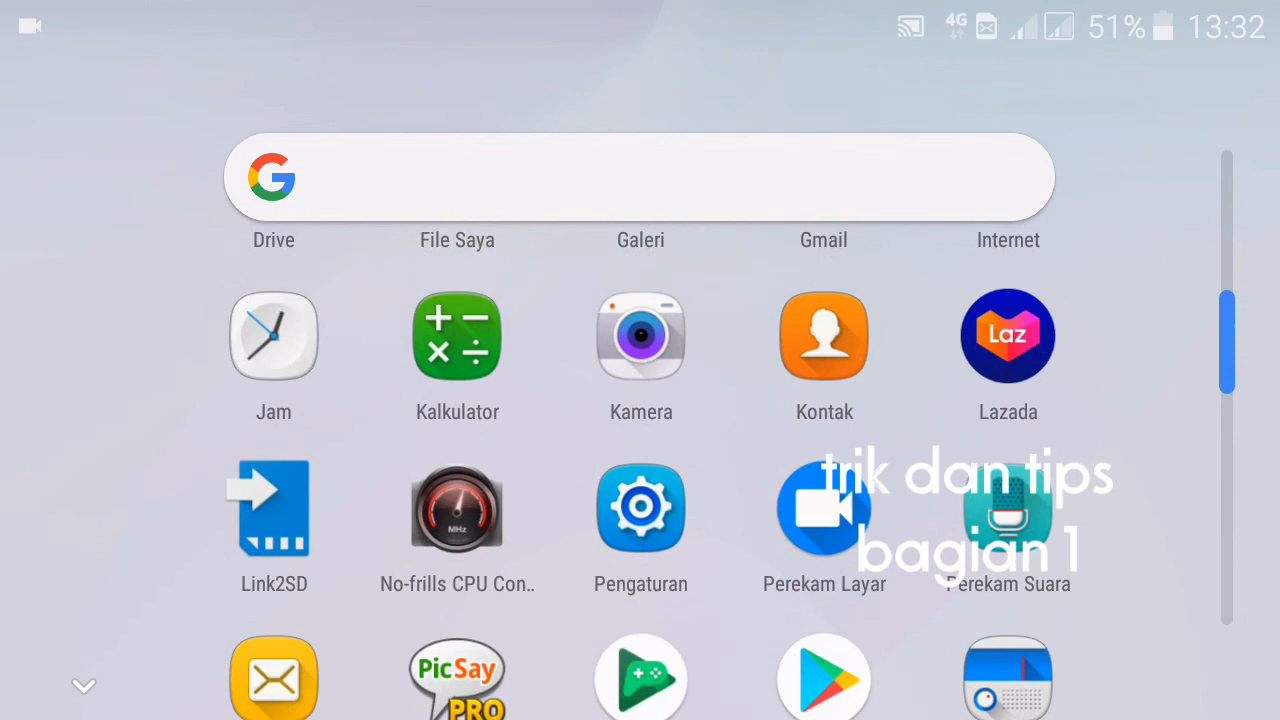 4G 51% 13:32
Drive File Saya Galeri Gmail Internet
Laz
Jam Kalkulator Kamera Kontak Lazada
MHz
trik dan tips
bagian 1
Link2SD No-frills CPU Con.. Pengaturan Perekam Layar Perekam Suara
PicSay
PRO